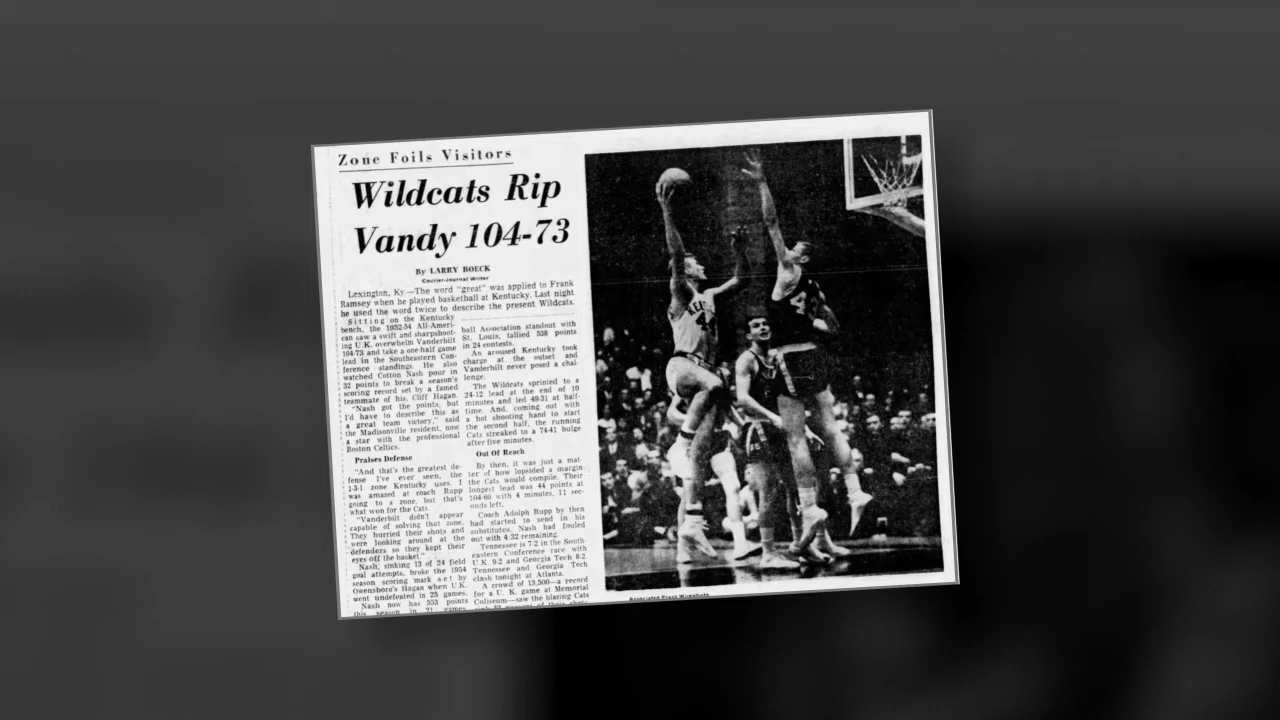 Zone Foils Visitors
Wildcats Rip
Vandy 104-73
By LARRY BOECK
Courier-Journal Writer
Lexington, Ky.—The word "great" was applied to Frank
Ramsey when he played basketball at Kentucky. Last night
he used the word twice to describe the present Wildcats.
Sitting on the Kentucky
bench, the 1952-54 All-Ameri-
can saw a swift and sharpshoot-
ing U.K. overwhelm Vanderbilt
104-73 and take a one-half game
lead in the Southeastern Con-
ference standings. He also
watched Cotton Nash pour in
32 points to break a season's
scoring record set by a famed
teammate of his, Cliff Hagan.
"Nash got the points, but
I'd have to describe this as
a great team victory," said
the Madisonville resident, now
a star with the professional
Boston Celtics.
Praises Defense
"And that's the greatest de-
fense I've ever seen, the
1-3-1 zone Kentucky uses. I
was amazed at coach Rupp
going to a zone, but that's
what won for the Cats.
"Vanderbilt didn't appear
capable of solving that zone.
They hurried their shots and
were looking around at the
defenders so they kept their
eyes off the basket."
Nash, sinking 13 of 24 field
goal attempts, broke the 1954
season scoring mark set by
Owensboro's Hagan when U.K.
went undefeated in 25 games.
Nash now has 553 points
this season in 21 games
ball Association standout with
St. Louis, tallied 538 points
in 24 contests.
An aroused Kentucky took
charge at the outset and
Vanderbilt never posed a chal-
lenge.
The Wildcats sprinted to a
24-12 lead at the end of 10
minutes and led 49-31 at half-
time. And, coming out with
a hot shooting hand to start
the second half, the running
Cats streaked to a 74-41 bulge
after five minutes.
Out Of Reach
By then, it was just a mat-
ter of how lopsided a margin
the Cats would compile. Their
longest lead was 44 points at
104-60 with 4 minutes, 11 sec-
onds left.
Coach Adolph Rupp by then
had started to send in his
substitutes. Nash had fouled
out with 4:32 remaining.
Tennessee is 7-2 in the South-
eastern Conference race with
U.K. 9-2 and Georgia Tech 8-2.
Tennessee and Georgia Tech
clash tonight at Atlanta.
A crowd of 13,500—a record
for a U. K. game at Memorial
Coliseum—saw the blazing Cats
Associated Press Wirephoto
KEN
4